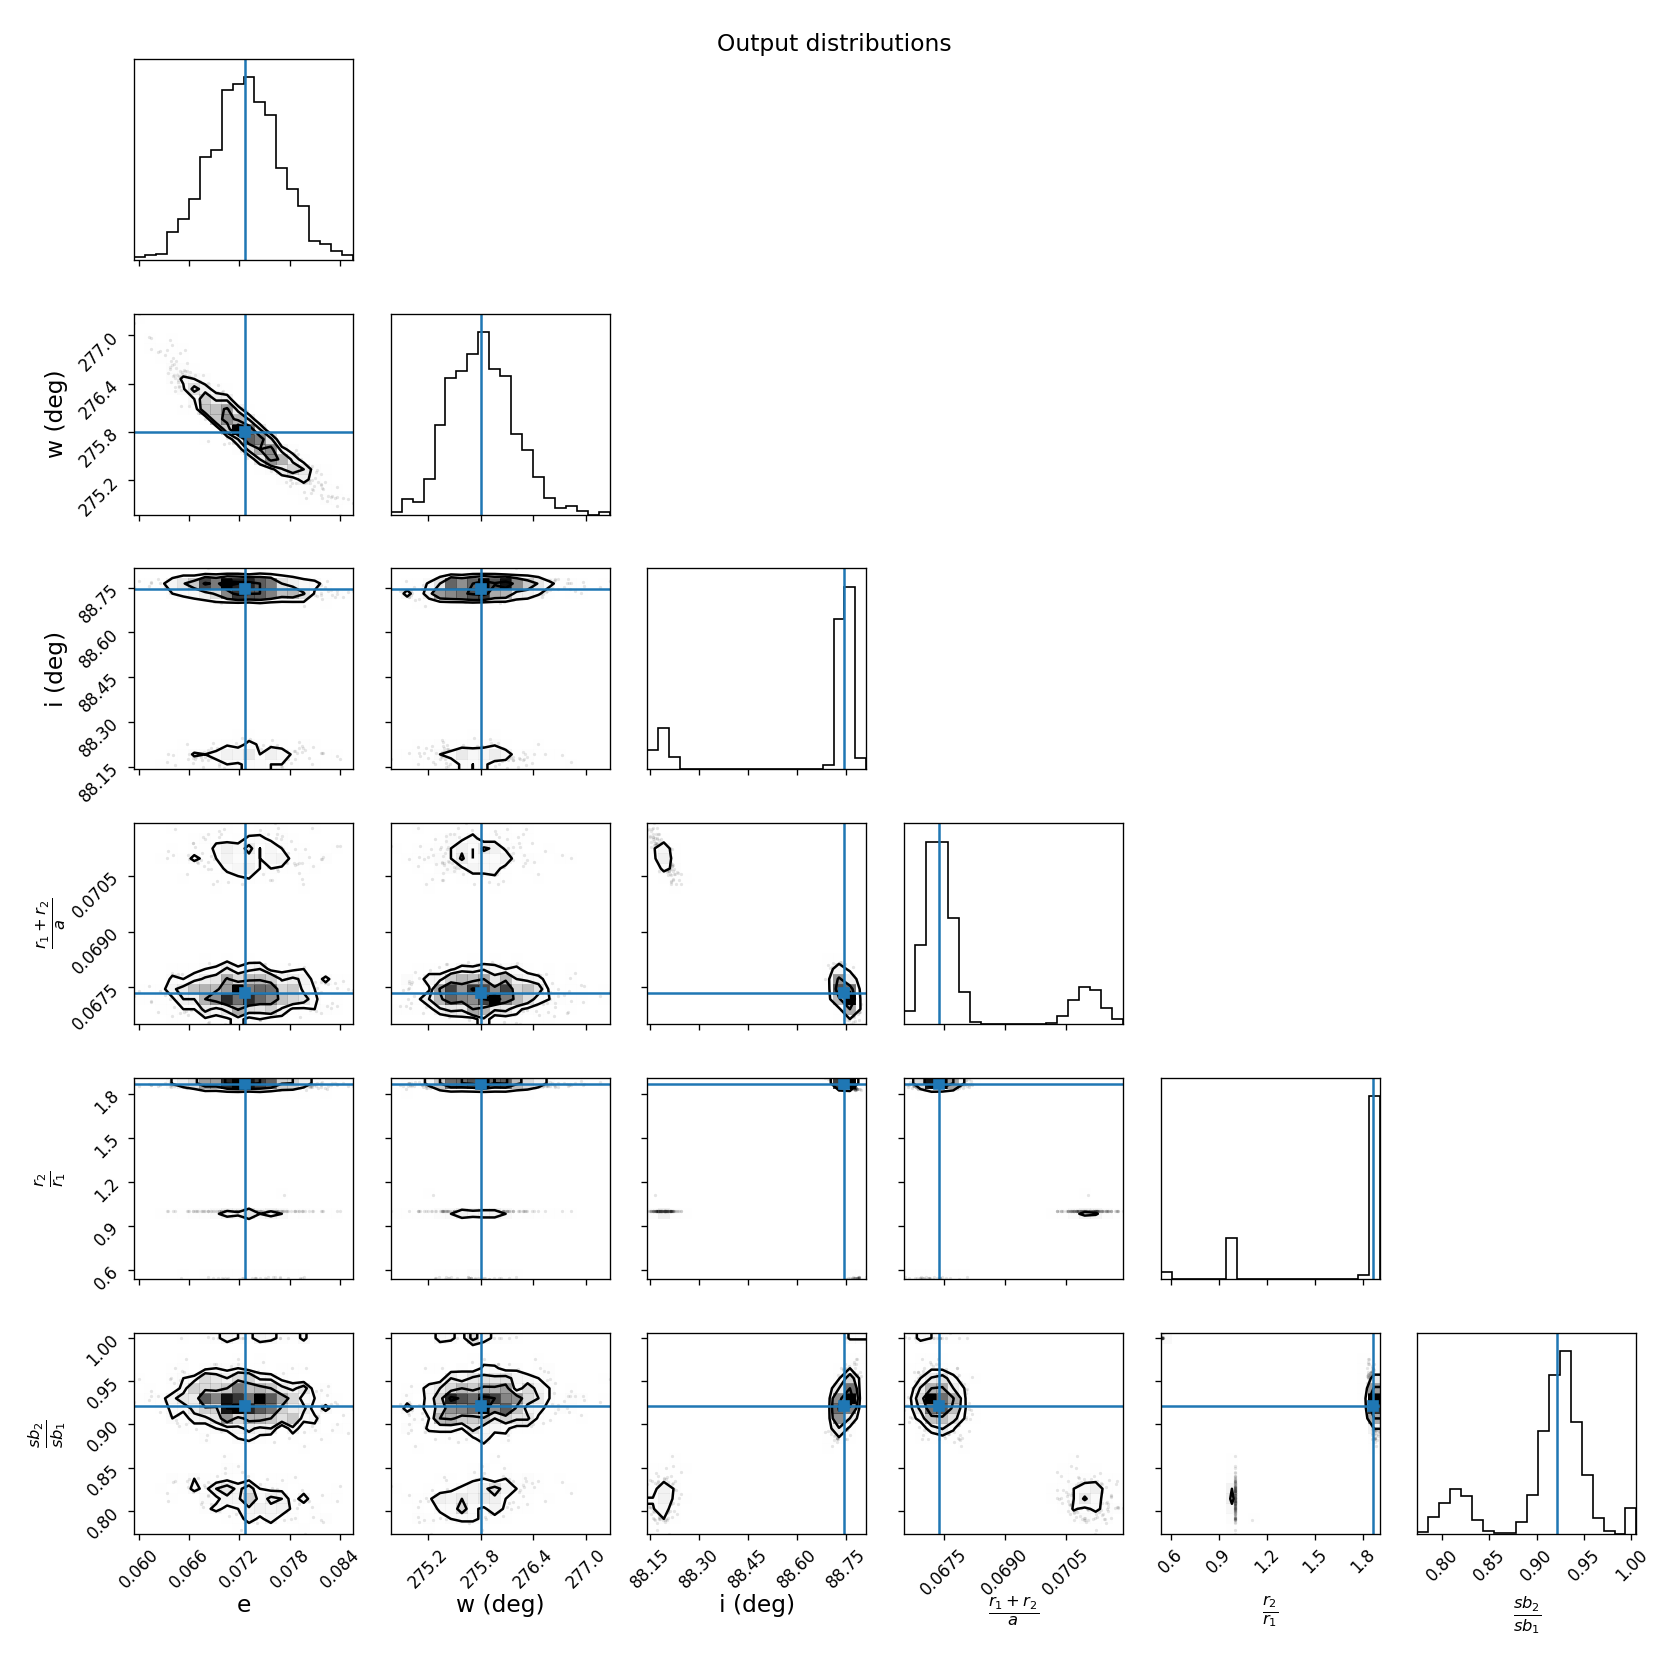 Output distributions
w (deg)
277.0
276.4
275.8
275.2
i (deg)
88.75
88.60
88.45
88.30
88.15
r₁ + r₂
a
0.0705
0.0690
0.0675
r₂
r₁
1.8
1.5
1.2
0.9
0.6
sb₂
sb₁
1.00
0.95
0.90
0.85
0.80
0.060 0.066 0.072 0.078 0.084
275.2 275.8 276.4 277.0
88.15 88.30 88.45 88.60 88.75
0.0675 0.0690 0.0705
0.6 0.9 1.2 1.5 1.8
0.80 0.85 0.90 0.95 1.00
e
w (deg)
i (deg)
r₁ + r₂
a
r₂
r₁
sb₂
sb₁